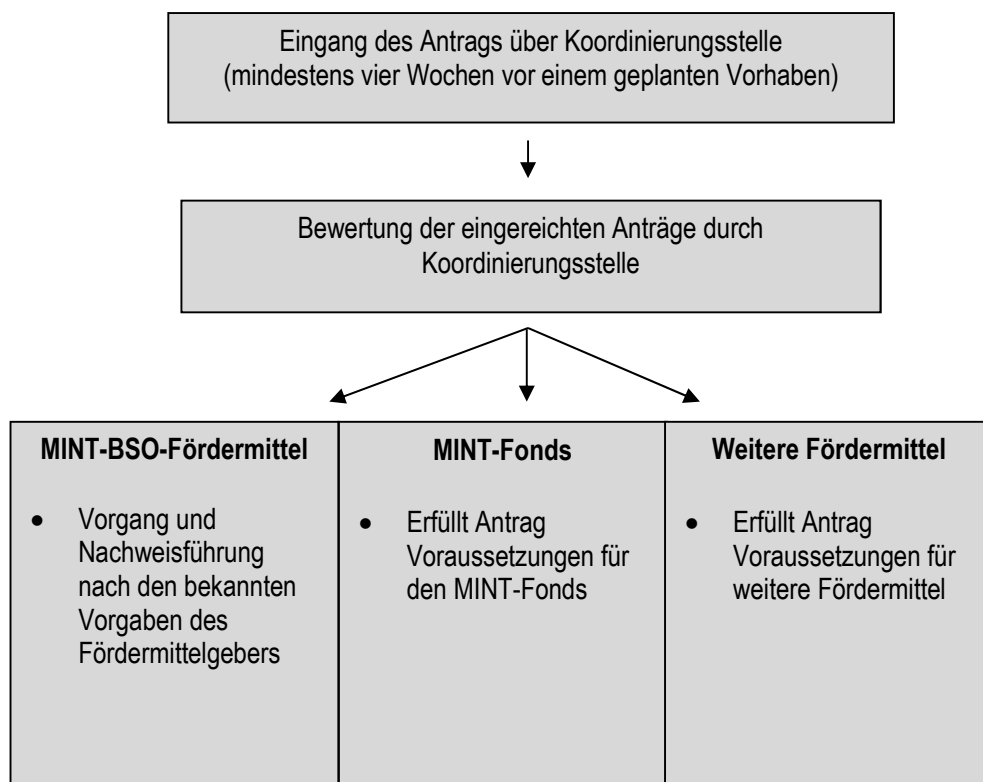 Eingang des Antrags über Koordinierungsstelle
(mindestens vier Wochen vor einem geplanten Vorhaben)
Bewertung der eingereichten Anträge durch
Koordinierungsstelle
MINT-BSO-Fördermittel
• Vorgang und
Nachweisführung
nach den bekannten
Vorgaben des
Fördermittelgebers
MINT-Fonds
• Erfüllt Antrag
Voraussetzungen für
den MINT-Fonds
Weitere Fördermittel
• Erfüllt Antrag
Voraussetzungen für
weitere Fördermittel